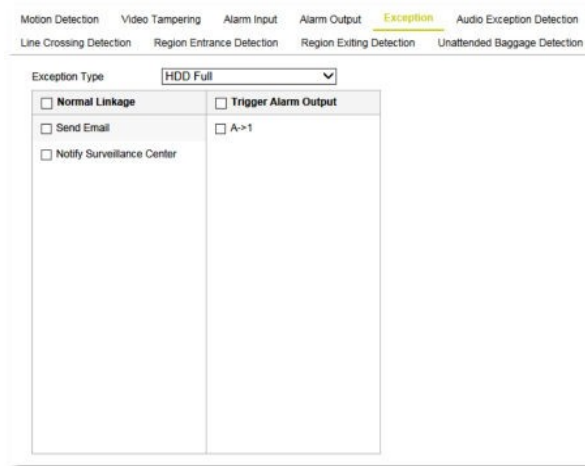 Motion Detection Video Tampering Alarm Input Alarm Output Exception Audio Exception Detection
Line Crossing Detection Region Entrance Detection Region Exiting Detection Unattended Baggage Detection
Exception Type HDD Full
Normal Linkage Trigger Alarm Output
Send Email A->1
Notify Surveillance Center